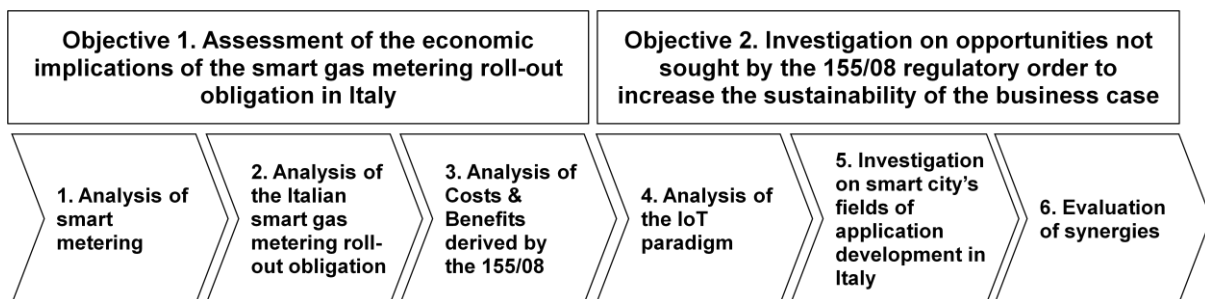 Objective 1. Assessment of the economic
implications of the smart gas metering roll-out
obligation in Italy
Objective 2. Investigation on opportunities not
sought by the 155/08 regulatory order to
increase the sustainability of the business case
1. Analysis of
smart
metering
2. Analysis of
the Italian
smart gas
metering roll-
out obligation
3. Analysis of
Costs &
Benefits
derived by
the 155/08
4. Analysis of
the IoT
paradigm
5. Investigation
on smart city's
fields of
application
development in
Italy
6. Evaluation
of synergies